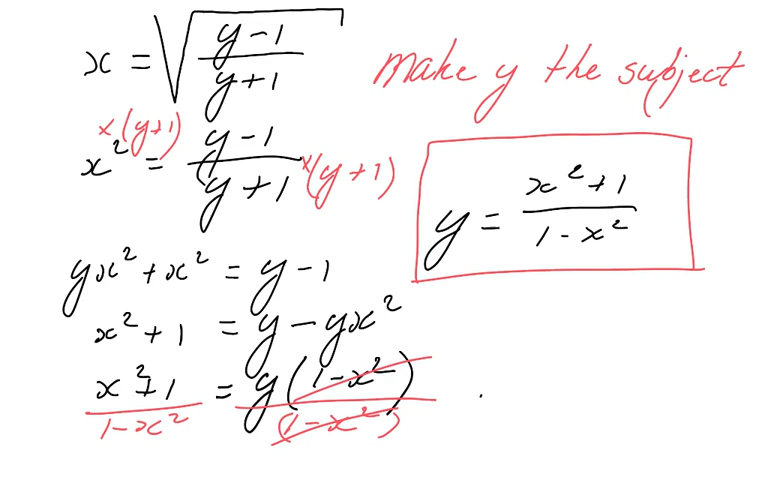 x = √((y-1)/(y+1))
make y the subject
×(y+1)
x² = (y-1)/(y+1) ×(y+1)
y = (x²+1)/(1-x²)
yx² + x² = y - 1
x² + 1 = y - yx²
(x²+1)/(1-x²) = y(1-x²)/(1-x²)